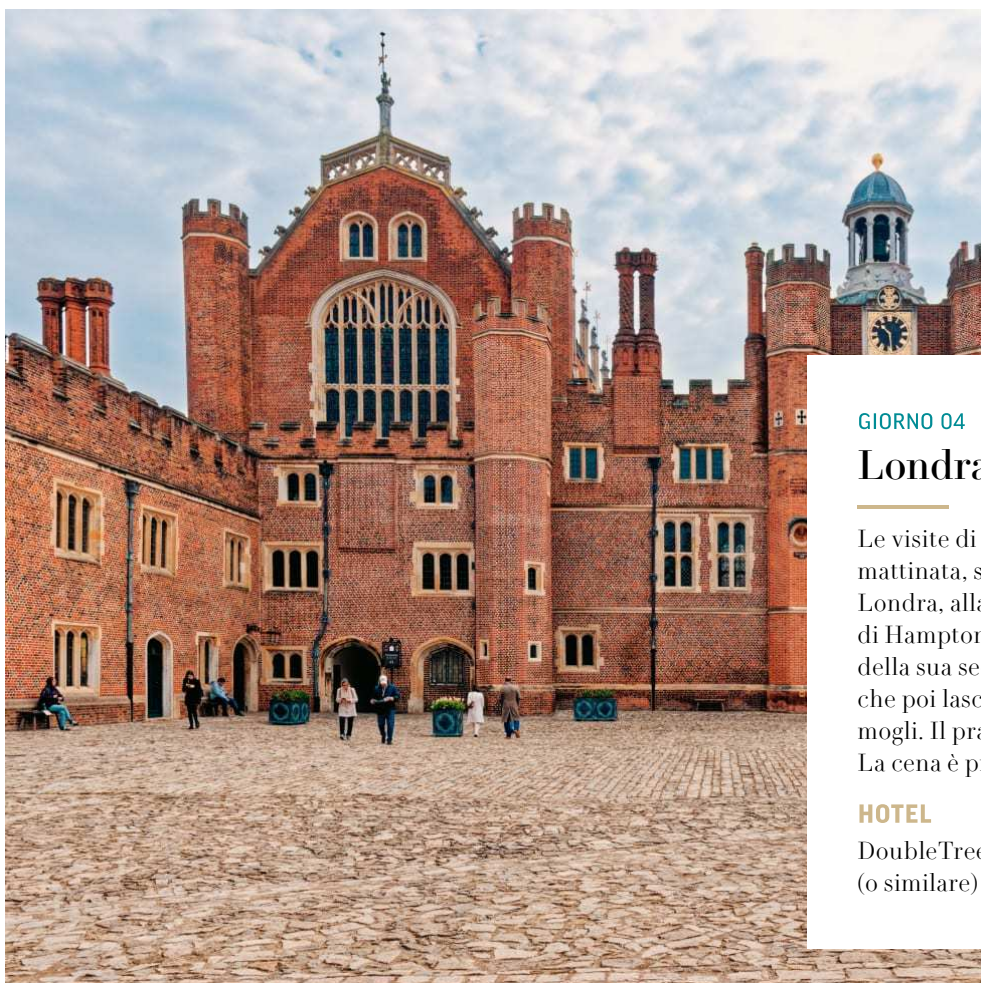 GIORNO 04
Londra
Le visite di
mattinata, s
Londra, alla
di Hampton
della sua se
che poi lasc
mogli. Il pra
La cena è p
HOTEL
DoubleTree
(o similare)